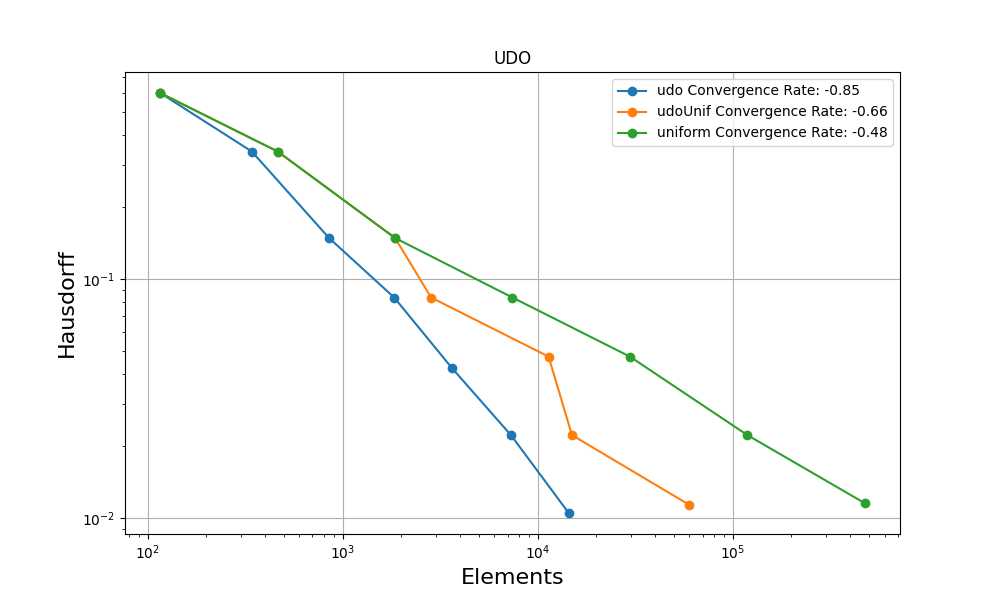 UDO
udo Convergence Rate: -0.85
udoUnif Convergence Rate: -0.66
uniform Convergence Rate: -0.48
Hausdorff
10⁻¹
10⁻²
10² 10³ 10⁴ 10⁵
Elements